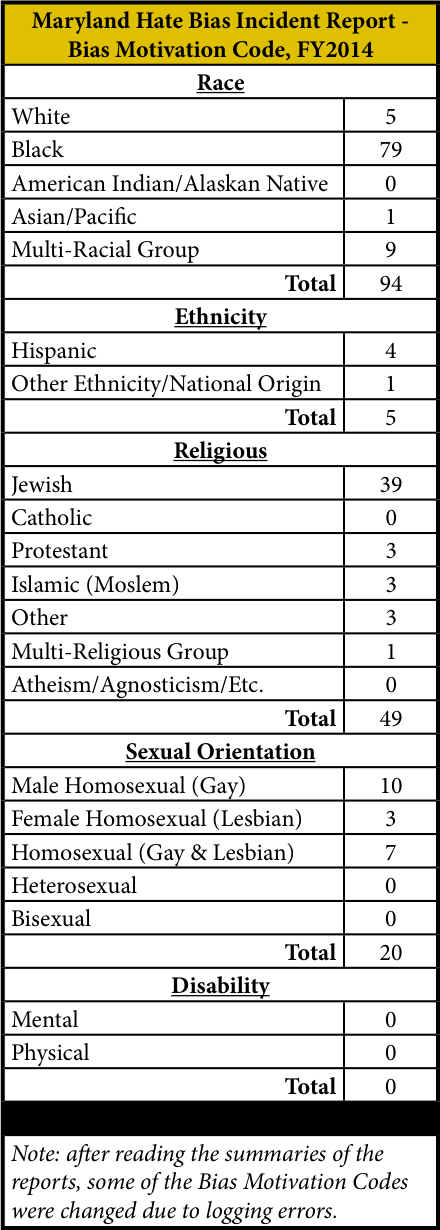 Maryland Hate Bias Incident Report -
Bias Motivation Code, FY2014
Race
White 5
Black 79
American Indian/Alaskan Native 0
Asian/Pacific 1
Multi-Racial Group 9
Total 94
Ethnicity
Hispanic 4
Other Ethnicity/National Origin 1
Total 5
Religious
Jewish 39
Catholic 0
Protestant 3
Islamic (Moslem) 3
Other 3
Multi-Religious Group 1
Atheism/Agnosticism/Etc. 0
Total 49
Sexual Orientation
Male Homosexual (Gay) 10
Female Homosexual (Lesbian) 3
Homosexual (Gay & Lesbian) 7
Heterosexual 0
Bisexual 0
Total 20
Disability
Mental 0
Physical 0
Total 0
Note: after reading the summaries of the
reports, some of the Bias Motivation Codes
were changed due to logging errors.